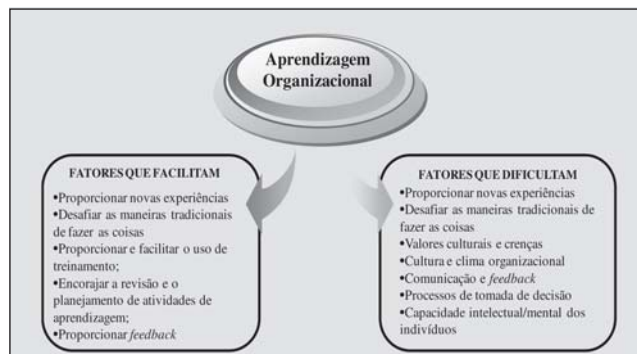 Aprendizagem
Organizacional
FATORES QUE FACILITAM
•Proporcionar novas experiências
•Desafiar as maneiras tradicionais
de fazer as coisas
•Proporcionar e facilitar o uso de
treinamento;
•Encorajar a revisão e o
planejamento de atividades de
aprendizagem;
•Proporcionar feedback
FATORES QUE DIFICULTAM
•Proporcionar novas experiências
•Desafiar as maneiras tradicionais de
fazer as coisas
•Valores culturais e crenças
•Cultura e clima organizacional
•Comunicação e feedback
•Processos de tomada de decisão
•Capacidade intelectual/mental dos
indivíduos